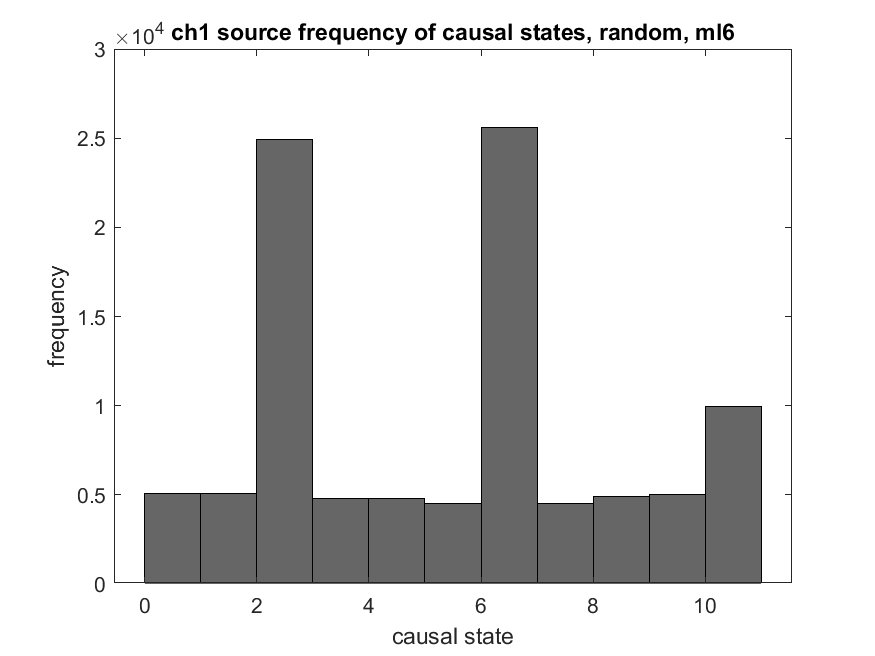 ×10⁴ ch1 source frequency of causal states, random, ml6
3
2.5
2
1.5
1
0.5
0
frequency
0 2 4 6 8 10
causal state